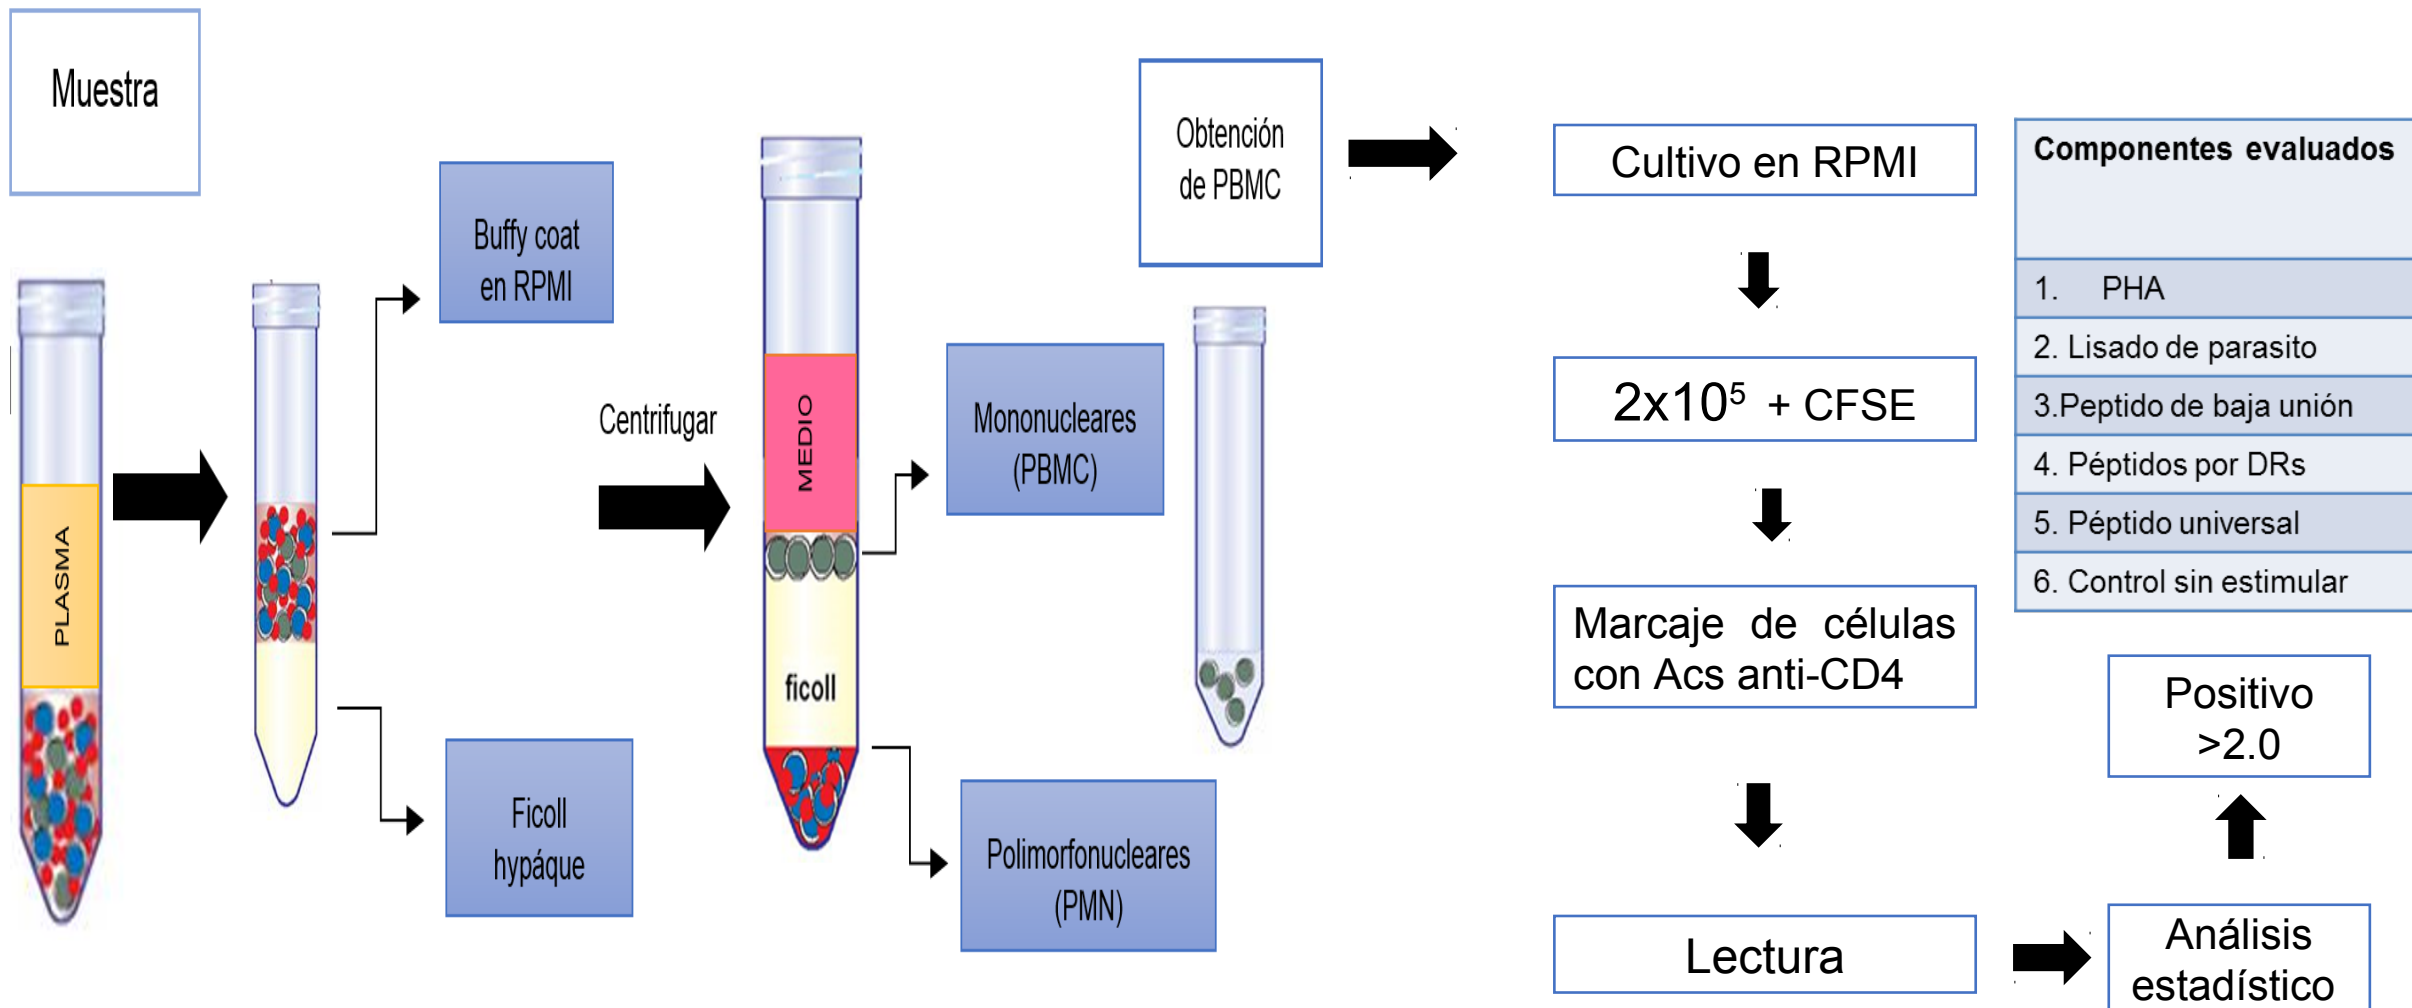 Muestra
PLASMA
Buffy coat
en RPMI
Ficoll
hypáque
Centrifugar
MEDIO
ficoll
Mononucleares
(PBMC)
Polimorfonucleares
(PMN)
Obtención
de PBMC
Cultivo en RPMI
2x10⁵ + CFSE
Marcaje de células
con Acs anti-CD4
Lectura
Análisis
estadístico
Positivo
>2.0
Componentes evaluados
1. PHA
2. Lisado de parasito
3.Peptido de baja unión
4. Péptidos por DRs
5. Péptido universal
6. Control sin estimular